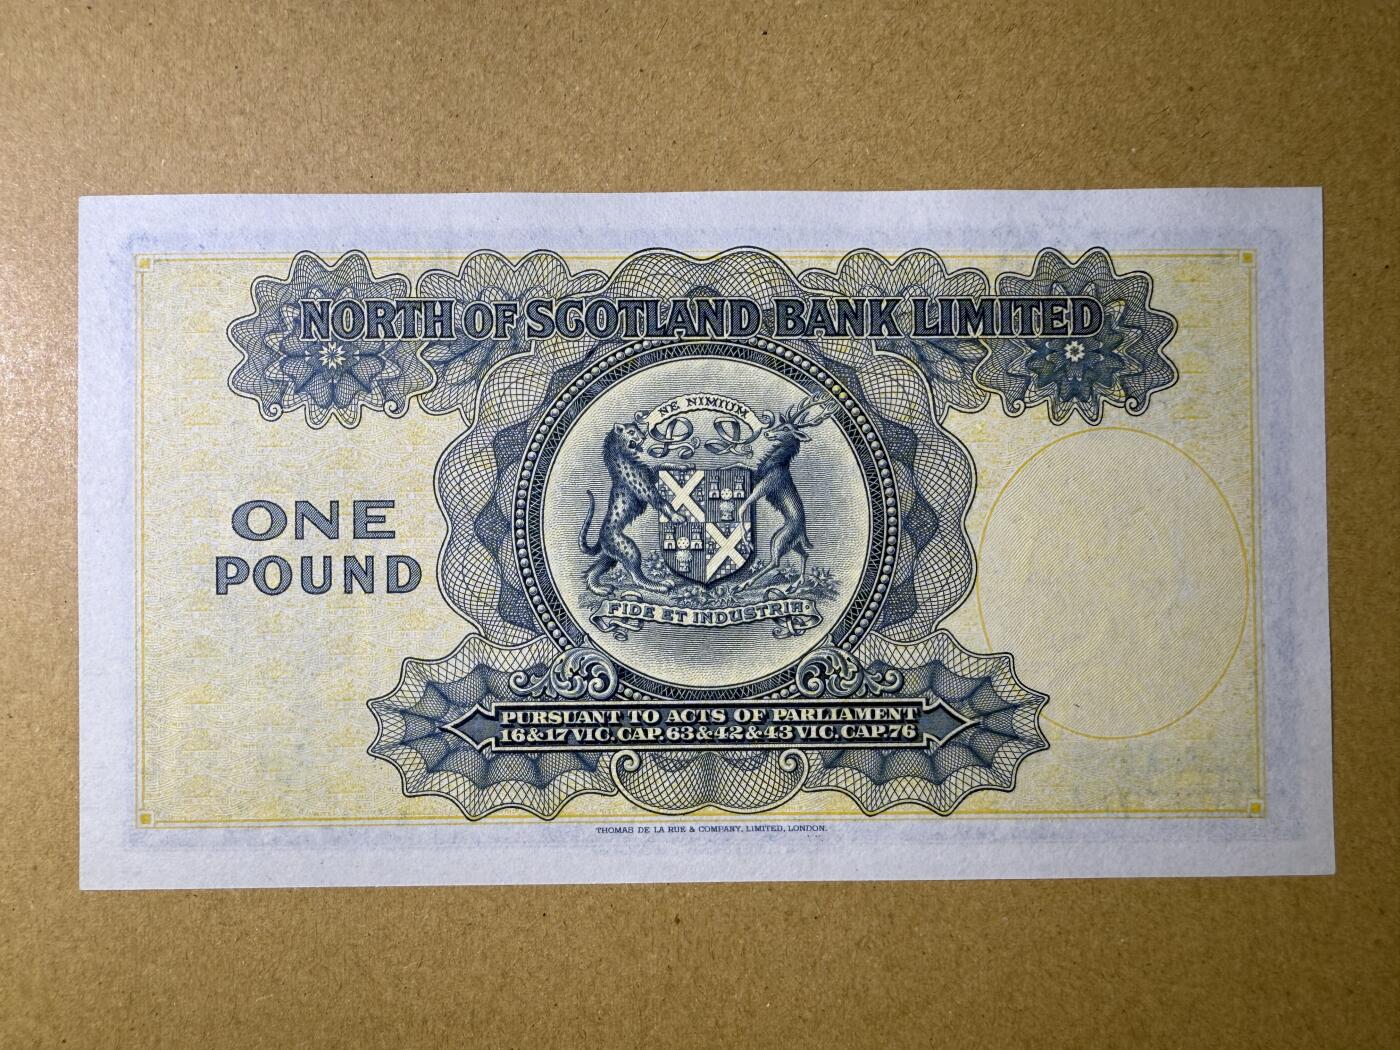 NORTH OF SCOTLAND BANK LIMITED
NE NIMIUM
ONE
POUND
FIDE ET INDUSTRIA.
PURSUANT TO ACTS OF PARLIAMENT
16&17 VIC. CAP. 63&42&43 VIC. CAP. 76
THOMAS DE LA RUE & COMPANY, LIMITED, LONDON.